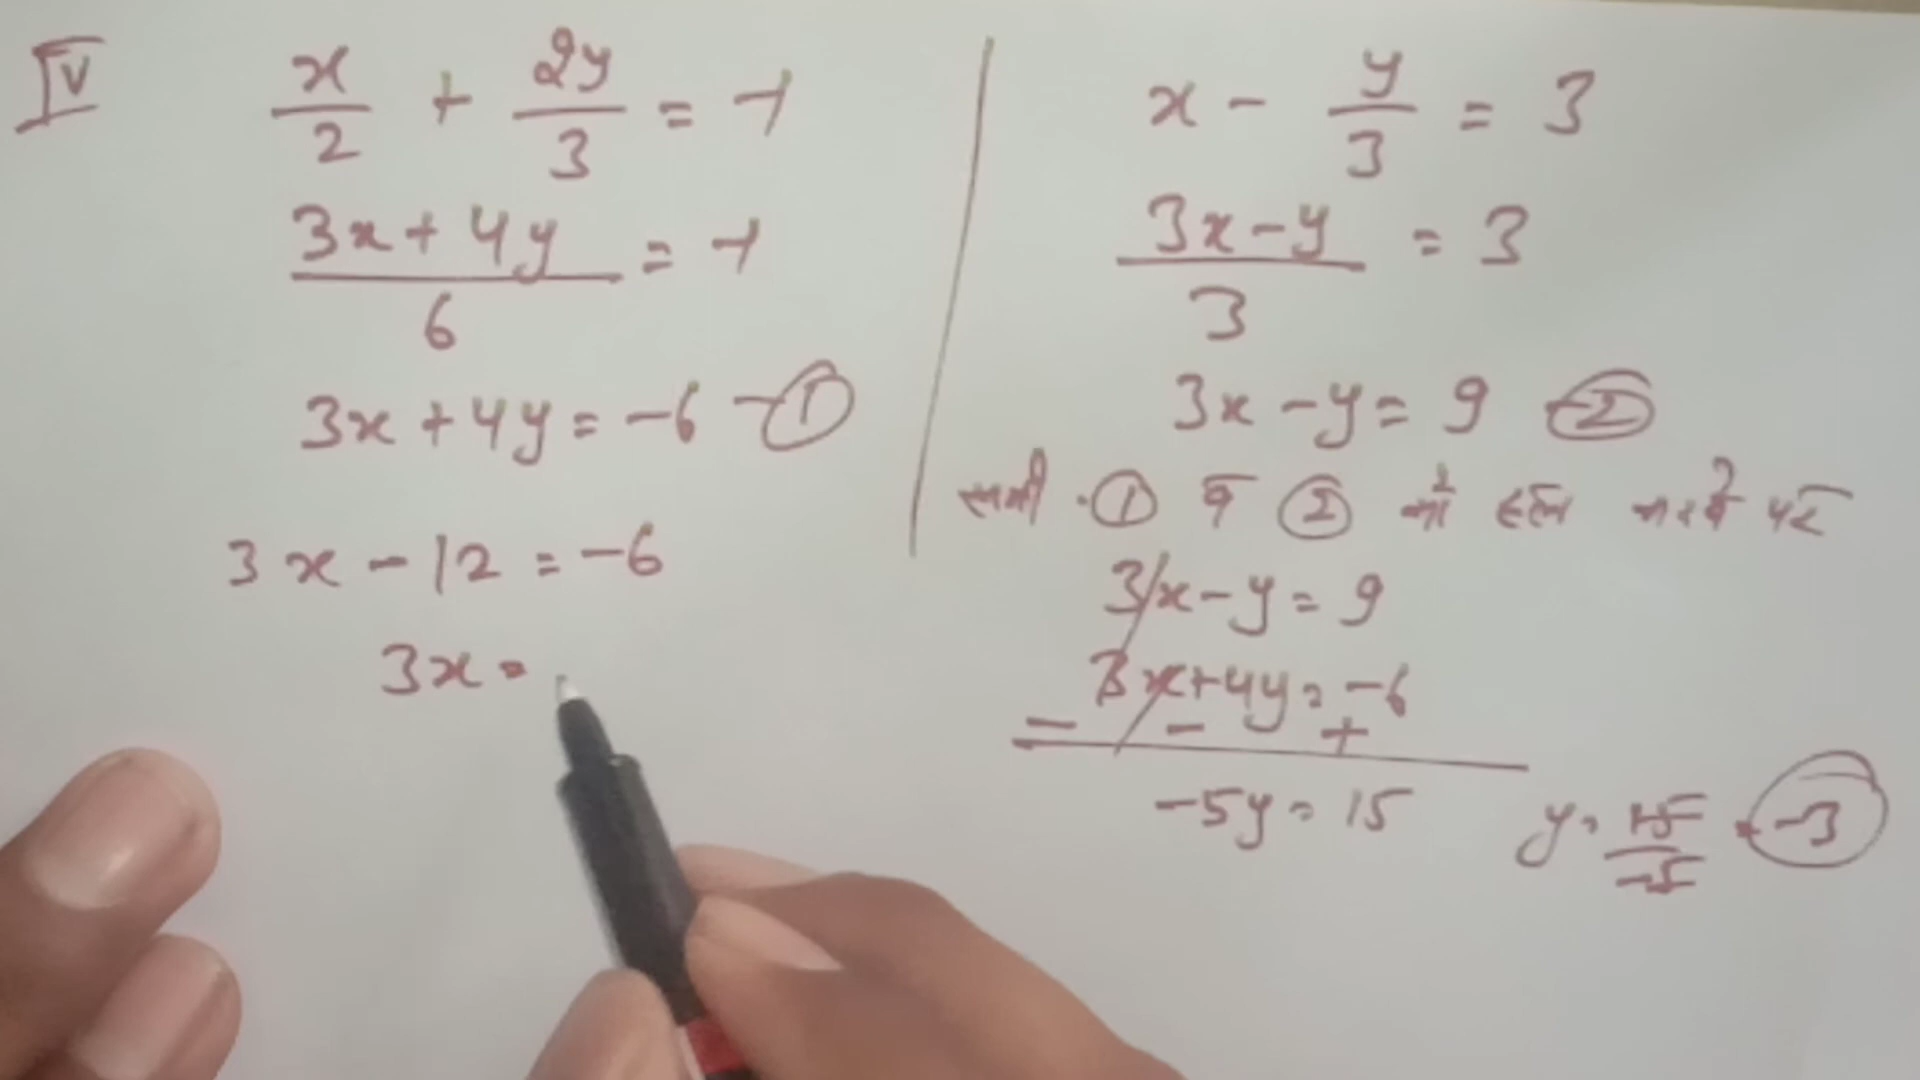 IV
x/2 + 2y/3 = -1
(3x + 4y)/6 = -1
3x + 4y = -6 - ①
3x - 12 = -6
3x =
x - y/3 = 3
(3x - y)/3 = 3
3x - y = 9 - ②
समी. ① व ② को हल करने पर
3x - y = 9
3x + 4y = -6
- - +
-5y = 15
y = 15/-5 = -3